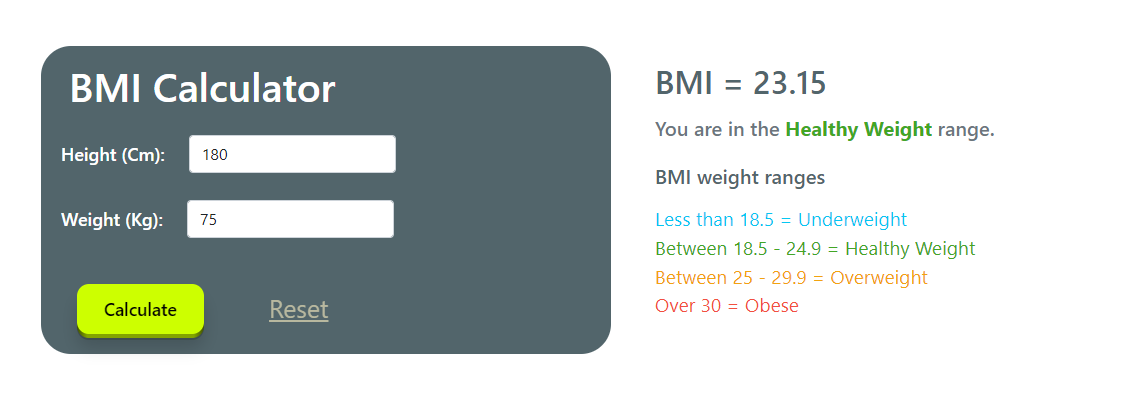 BMI Calculator
Height (Cm): 180
Weight (Kg): 75
Calculate Reset
BMI = 23.15
You are in the Healthy Weight range.
BMI weight ranges
Less than 18.5 = Underweight
Between 18.5 - 24.9 = Healthy Weight
Between 25 - 29.9 = Overweight
Over 30 = Obese